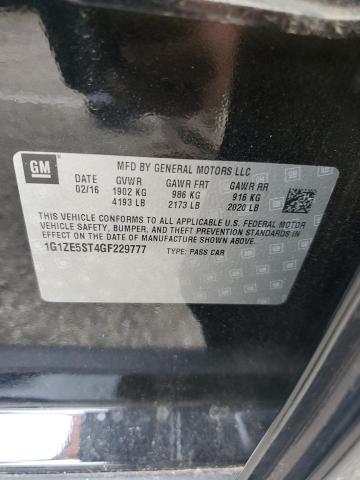 GM
MFD BY GENERAL MOTORS LLC
DATE GVWR GAWR FRT GAWR RR
02/16 1902 KG 986 KG 916 KG
4193 LB 2173 LB 2020 LB
THIS VEHICLE CONFORMS TO ALL APPLICABLE U.S. FEDERAL MOTOR
VEHICLE SAFETY, BUMPER, AND THEFT PREVENTION STANDARDS IN
EFFECT ON THE DATE OF MANUFACTURE SHOWN ABOVE.
1G1ZE5ST4GF229777 TYPE: PASS CAR